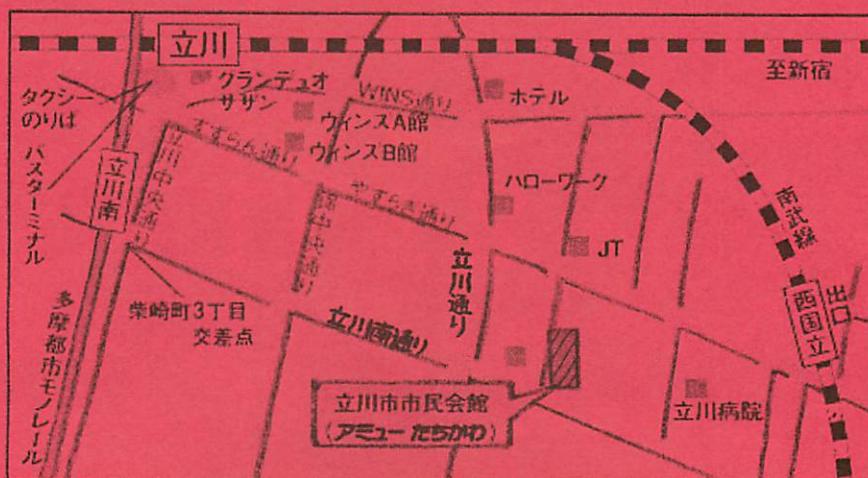 立川
至新宿
タクシー
のりば
グランデュオ
サザン
WINS通り
ホテル
ウィンスA館
ウィンスB館
すずらん通り
バスターミナル
立川南
立川中央通り
ハローワーク
やすらぎ通り
南武線
JT
立川通り
西国立
出口
多摩都市モノレール
柴崎町3丁目
交差点
立川南通り
立川市市民会館
(アミューたちかわ)
立川病院